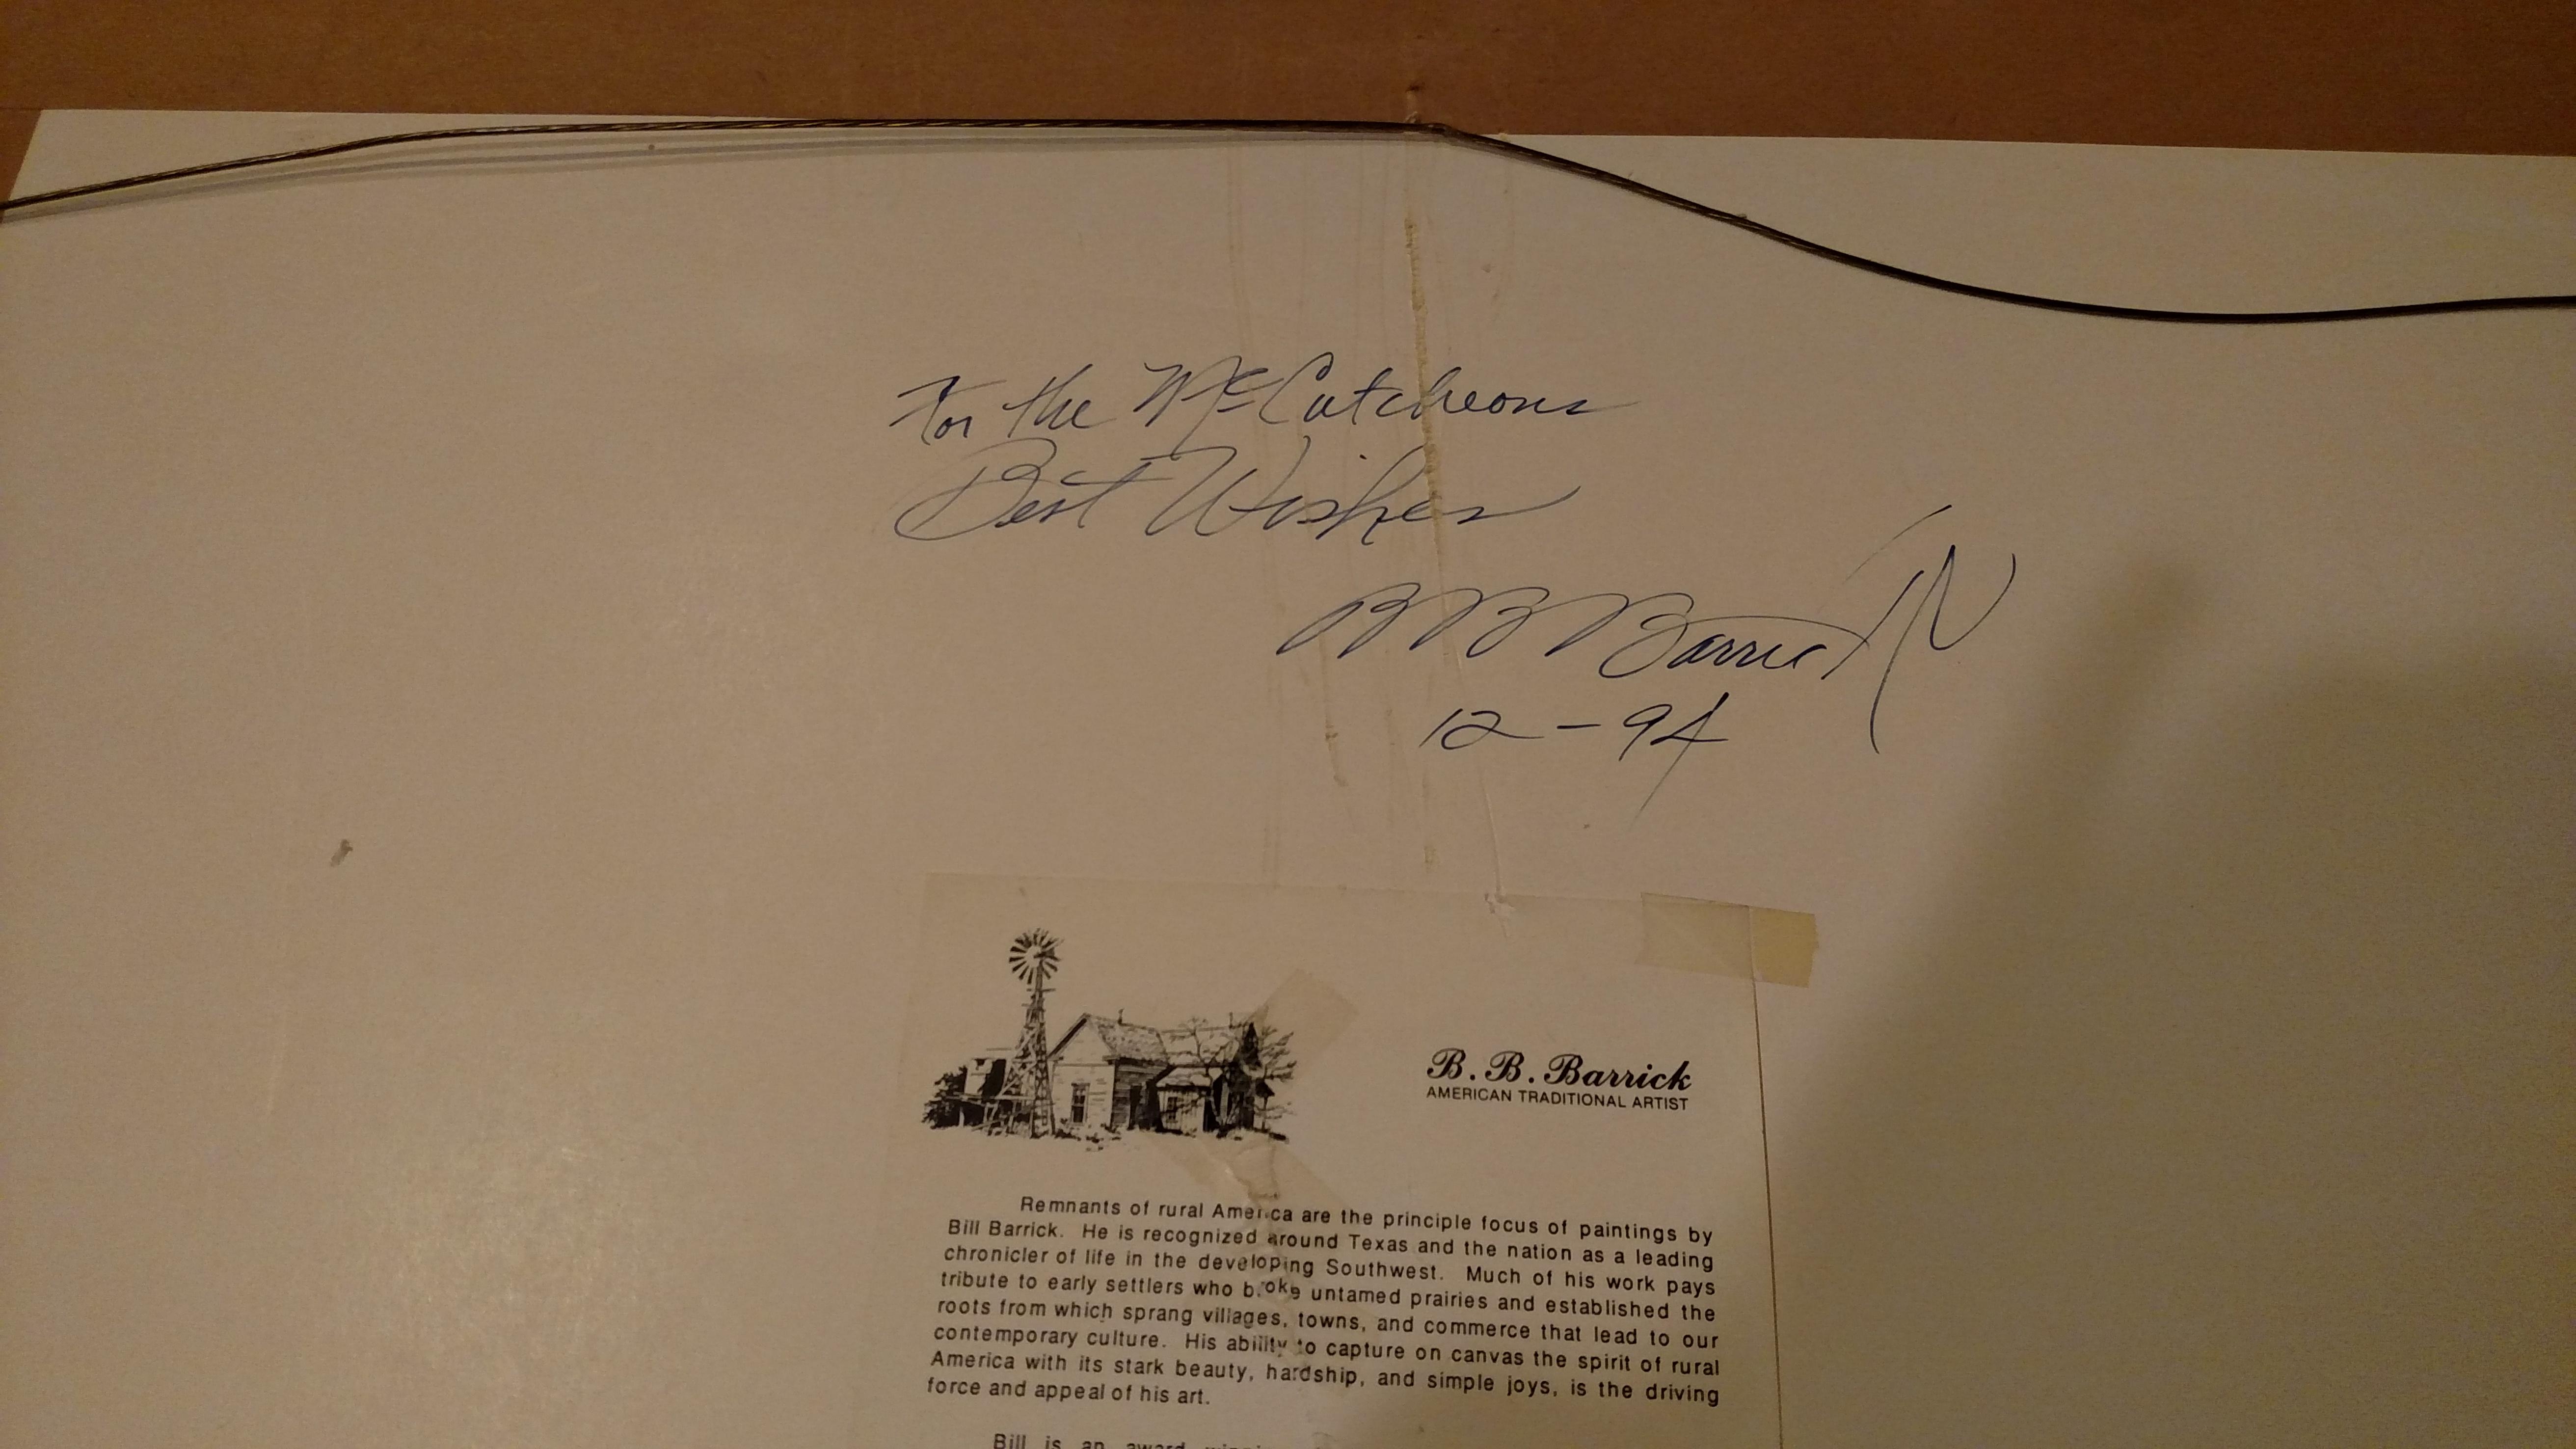 For the McCutcheons
Best Wishes
B B Barrick
12-94
B. B. Barrick
AMERICAN TRADITIONAL ARTIST
Remnants of rural America are the principle focus of paintings by
Bill Barrick. He is recognized around Texas and the nation as a leading
chronicler of life in the developing Southwest. Much of his work pays
tribute to early settlers who broke untamed prairies and established the
roots from which sprang villages, towns, and commerce that lead to our
contemporary culture. His ability to capture on canvas the spirit of rural
America with its stark beauty, hardship, and simple joys, is the driving
force and appeal of his art.
Bill is an award